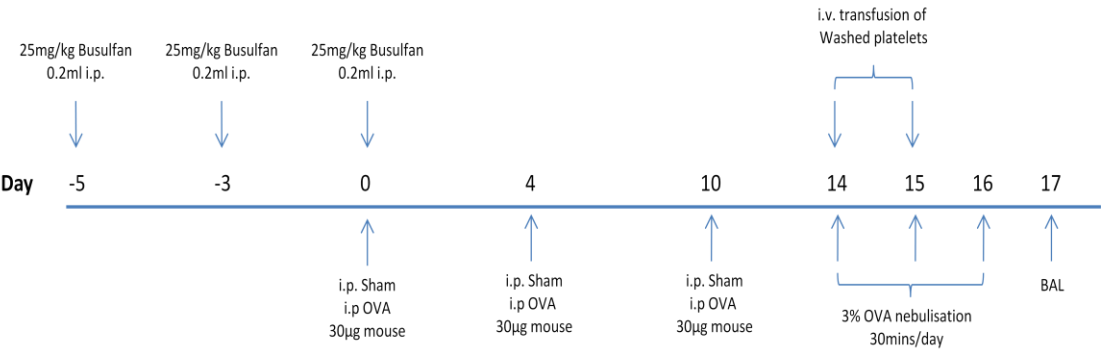 i.v. transfusion of
Washed platelets
25mg/kg Busulfan
0.2ml i.p.
25mg/kg Busulfan
0.2ml i.p.
25mg/kg Busulfan
0.2ml i.p.
Day -5 -3 0 4 10 14 15 16 17
i.p. Sham
i.p OVA
30µg mouse
i.p. Sham
i.p OVA
30µg mouse
i.p. Sham
i.p OVA
30µg mouse
3% OVA nebulisation
30mins/day
BAL